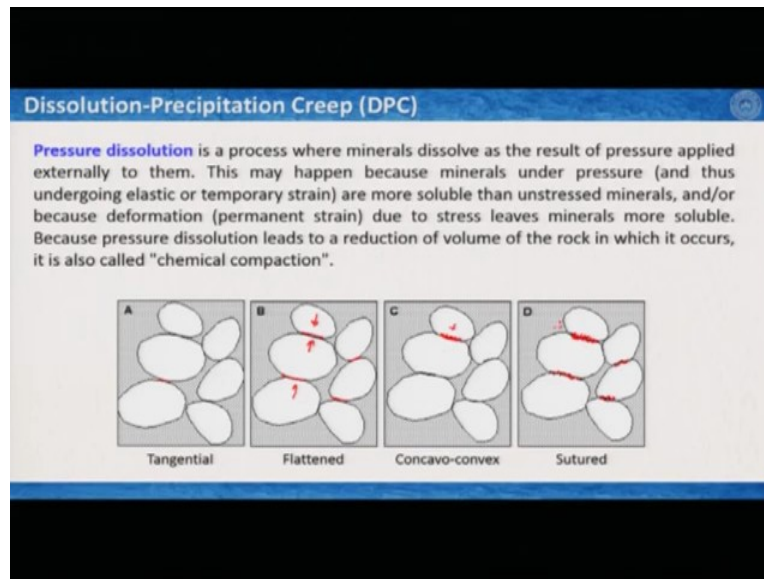 Dissolution-Precipitation Creep (DPC)
Pressure dissolution is a process where minerals dissolve as the result of pressure applied
externally to them. This may happen because minerals under pressure (and thus
undergoing elastic or temporary strain) are more soluble than unstressed minerals, and/or
because deformation (permanent strain) due to stress leaves minerals more soluble.
Because pressure dissolution leads to a reduction of volume of the rock in which it occurs,
it is also called "chemical compaction".
A B C D
Tangential Flattened Concavo-convex Sutured